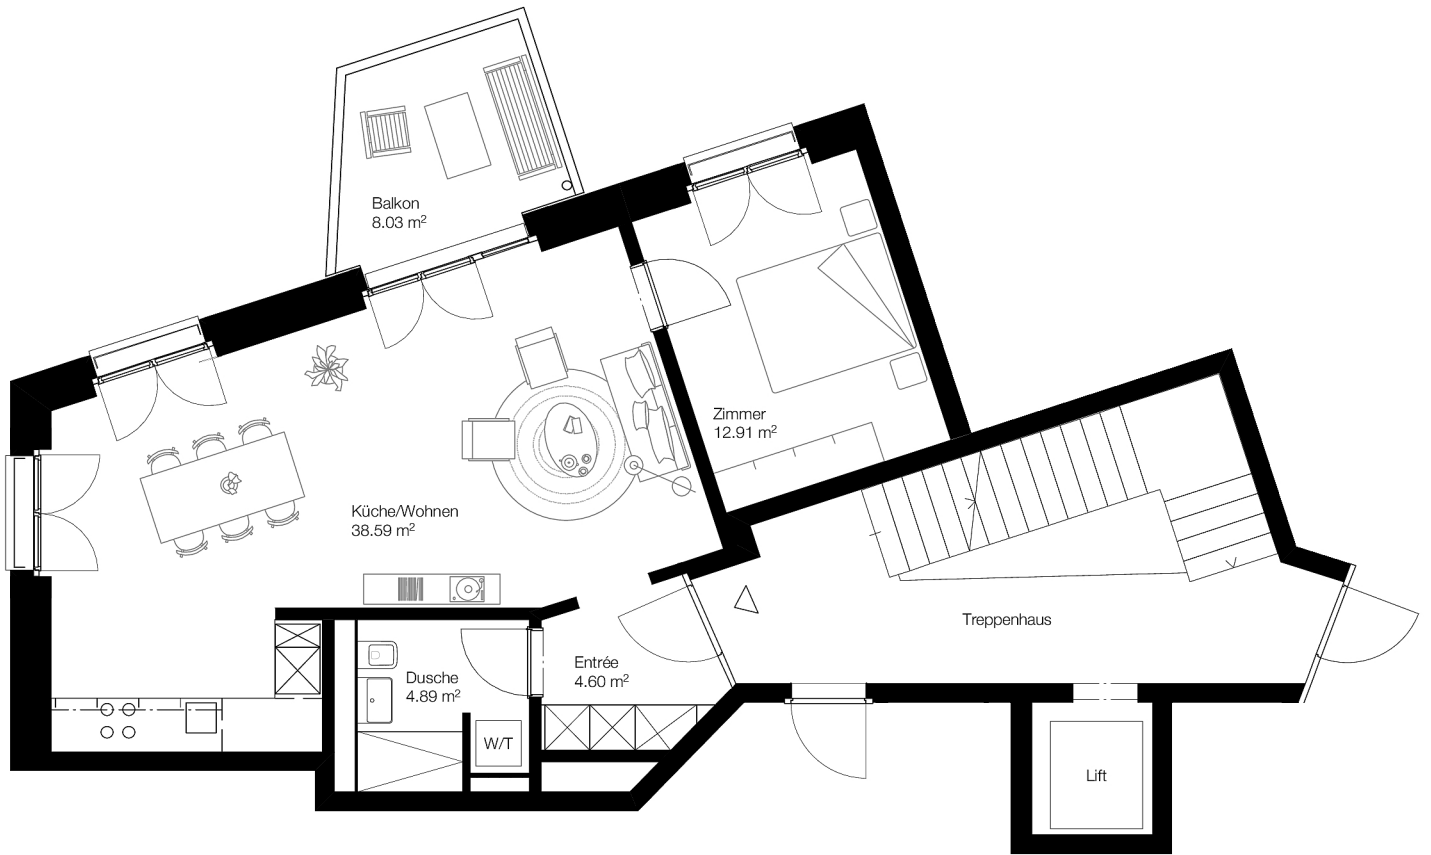 Balkon
8.03 m²
Zimmer
12.91 m²
Küche/Wohnen
38.59 m²
Treppenhaus
Entrée
4.60 m²
Dusche
4.89 m²
W/T
Lift